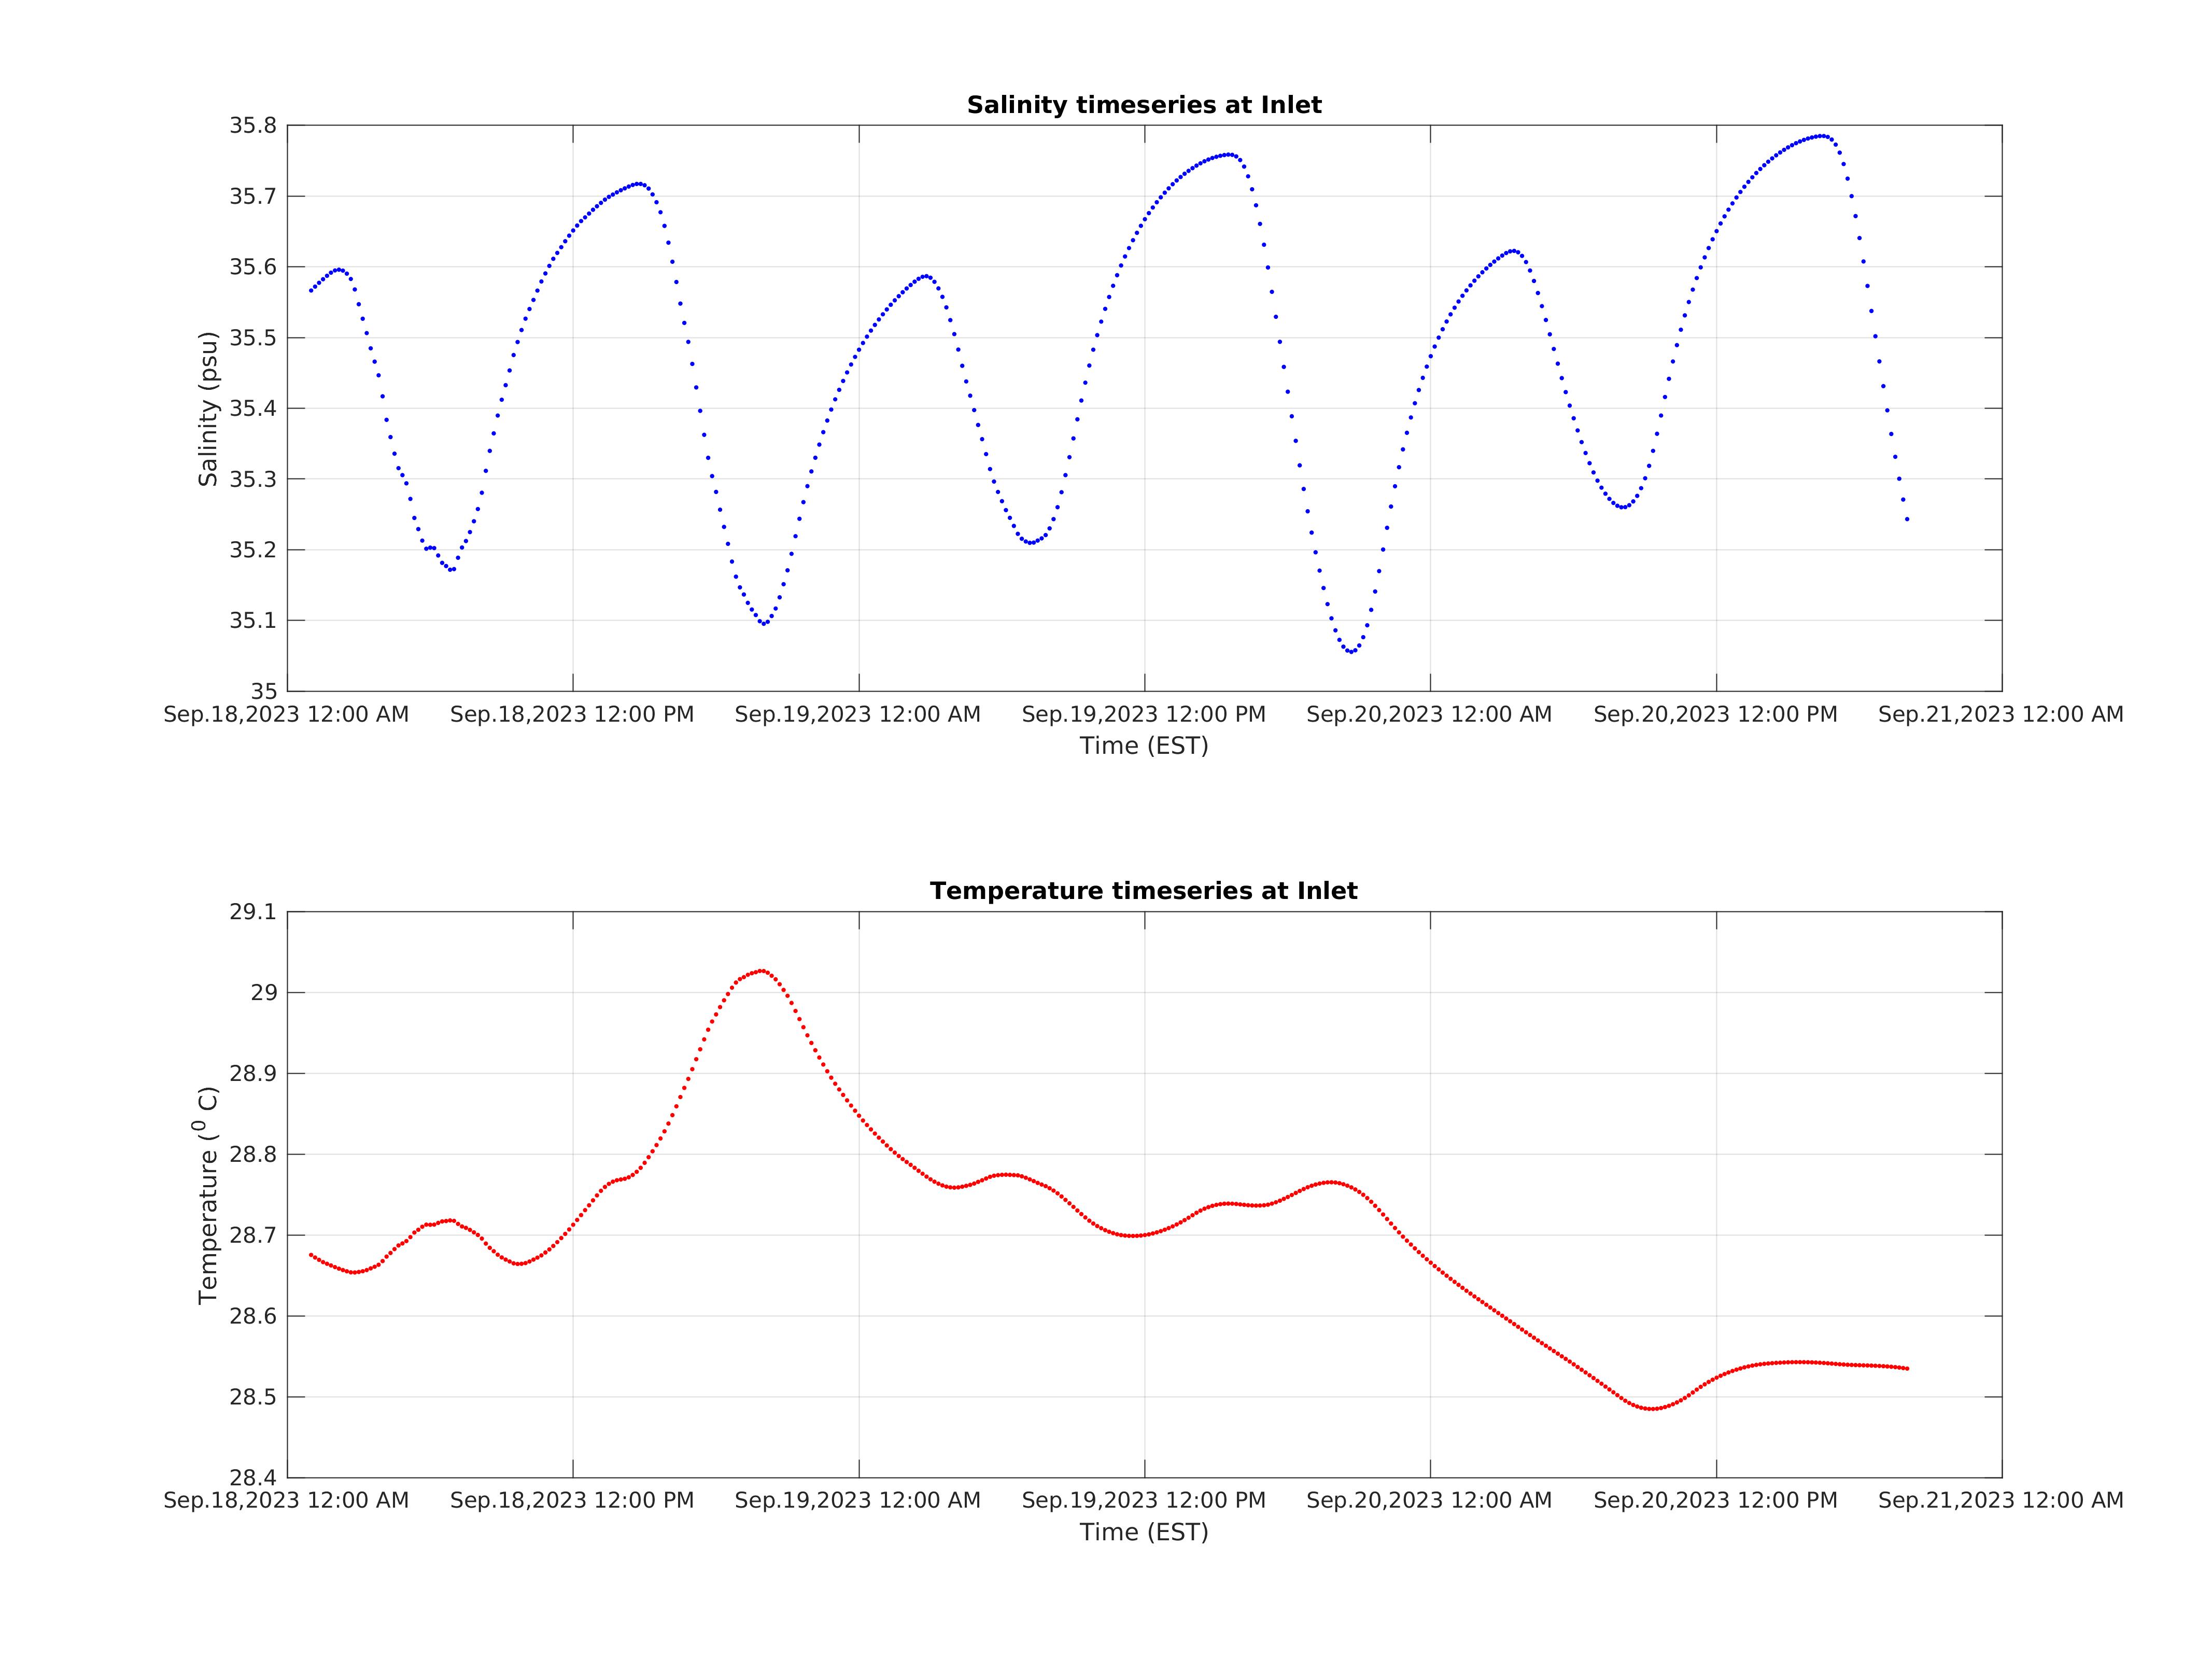 Salinity timeseries at Inlet
35.8
35.7
35.6
35.5
35.4
35.3
35.2
35.1
35
Salinity (psu)
Sep.18,2023 12:00 AM Sep.18,2023 12:00 PM Sep.19,2023 12:00 AM Sep.19,2023 12:00 PM Sep.20,2023 12:00 AM Sep.20,2023 12:00 PM Sep.21,2023 12:00 AM
Time (EST)
Temperature timeseries at Inlet
29.1
29
28.9
28.8
28.7
28.6
28.5
28.4
Temperature (⁰ C)
Sep.18,2023 12:00 AM Sep.18,2023 12:00 PM Sep.19,2023 12:00 AM Sep.19,2023 12:00 PM Sep.20,2023 12:00 AM Sep.20,2023 12:00 PM Sep.21,2023 12:00 AM
Time (EST)